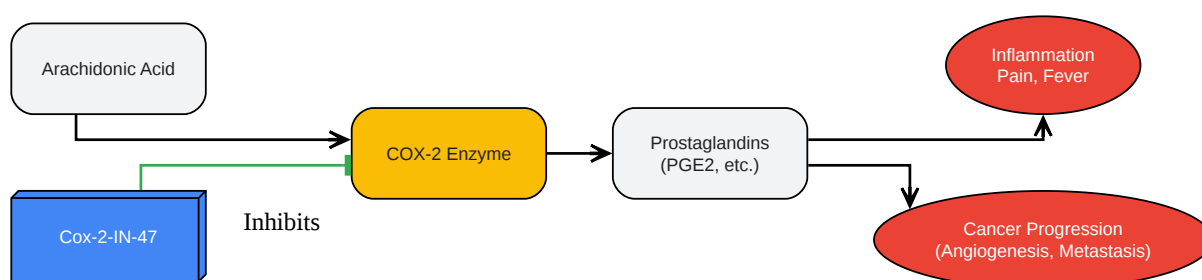 Arachidonic Acid
Inflammation
Pain, Fever
COX-2 Enzyme
Prostaglandins
(PGE2, etc.)
Cox-2-IN-47
Inhibits
Cancer Progression
(Angiogenesis, Metastasis)